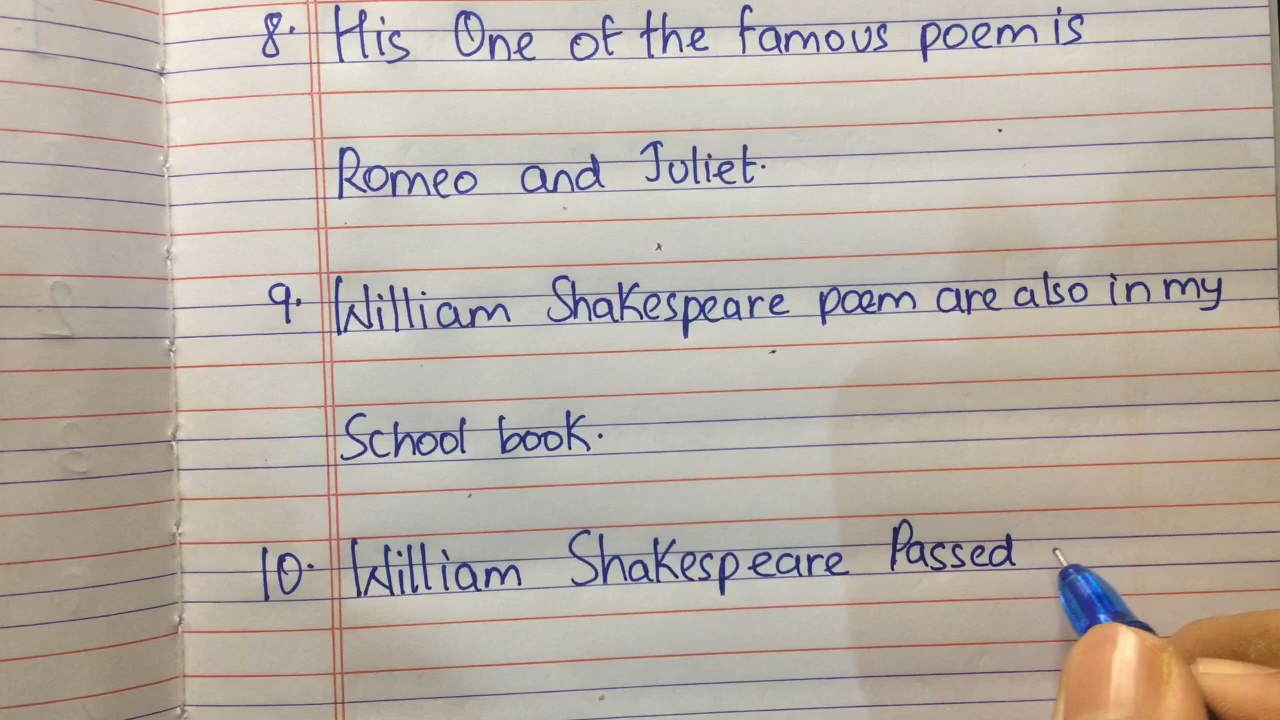 8. His One of the famous poem is
Romeo and Juliet.
9. William Shakespeare poem are also in my
School book.
10. William Shakespeare Passed